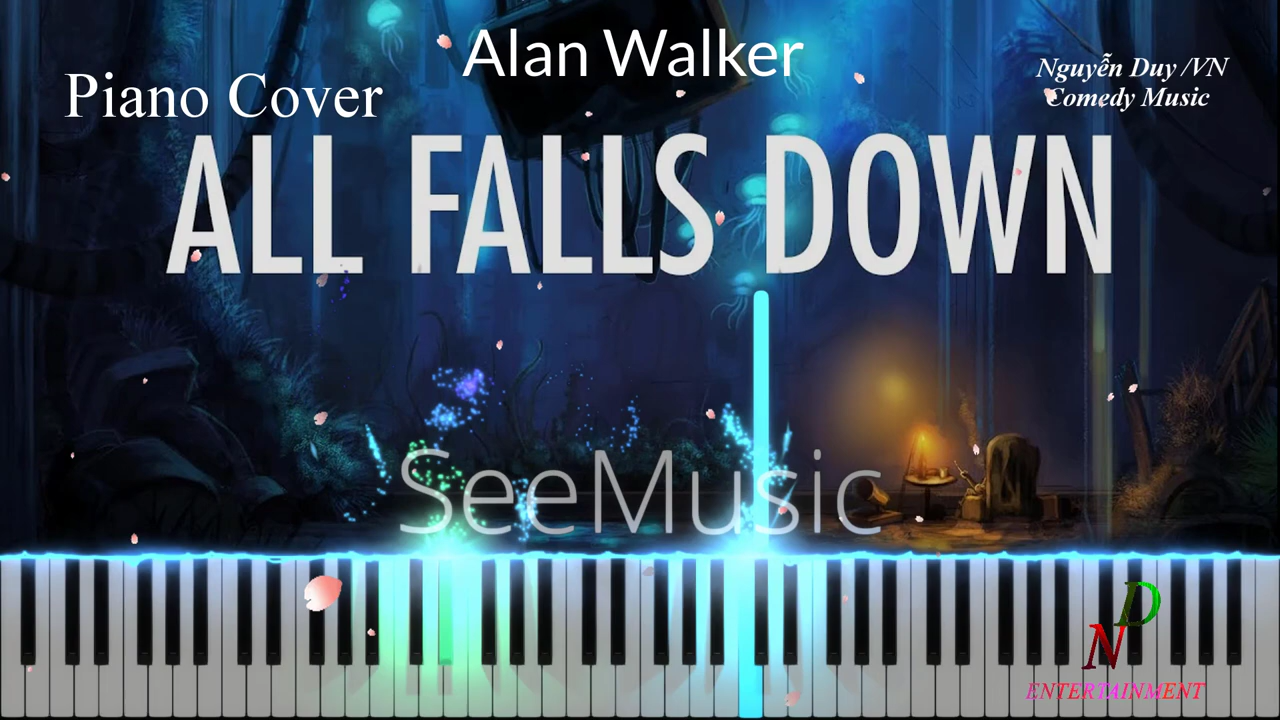 Alan Walker
Piano Cover
Nguyễn Duy /VN
Comedy Music
ALL FALLS DOWN
SeeMusic
ND
ENTERTAINMENT